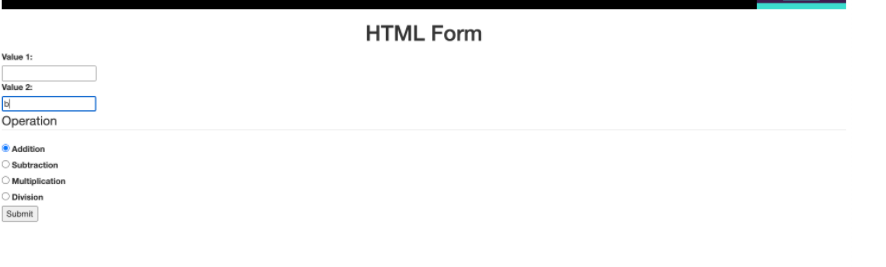 HTML Form
Value 1:
Value 2:
b
Operation
Addition
Subtraction
Multiplication
Division
Submit